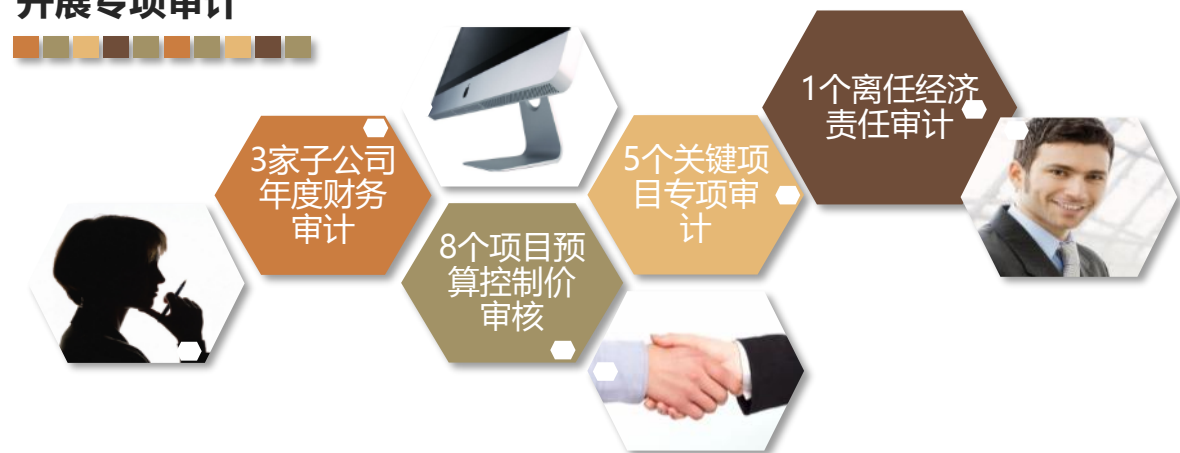 开展专项审计
3家子公司
年度财务
审计
8个项目预
算控制价
审核
5个关键项
目专项审
计
1个离任经济
责任审计